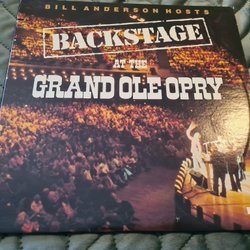 BILL ANDERSON HOSTS
BACKSTAGE
AT THE
GRAND OLE OPRY